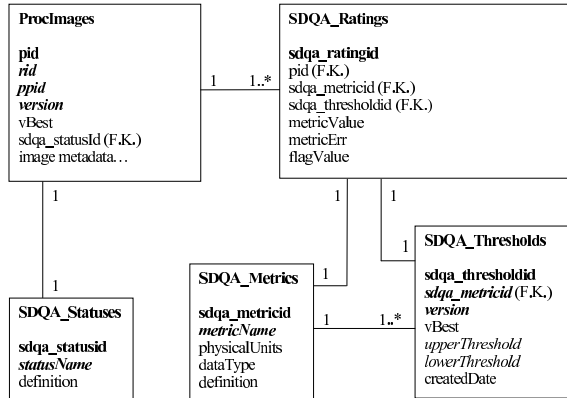 ProcImages
pid
rid
ppid
version
vBest
sdqa_statusId (F.K.)
image metadata…
SDQA_Ratings
sdqa_ratingid
pid (F.K.)
sdqa_metricid (F.K.)
sdqa_thresholdid (F.K.)
metricValue
metricErr
flagValue
1
1..*
1
1
1
1
1
1
SDQA_Statuses
sdqa_statusid
statusName
definition
SDQA_Metrics
sdqa_metricid
metricName
physicalUnits
dataType
definition
1
1..*
SDQA_Thresholds
sdqa_thresholdid
sdqa_metricid (F.K.)
version
vBest
upperThreshold
lowerThreshold
createdDate